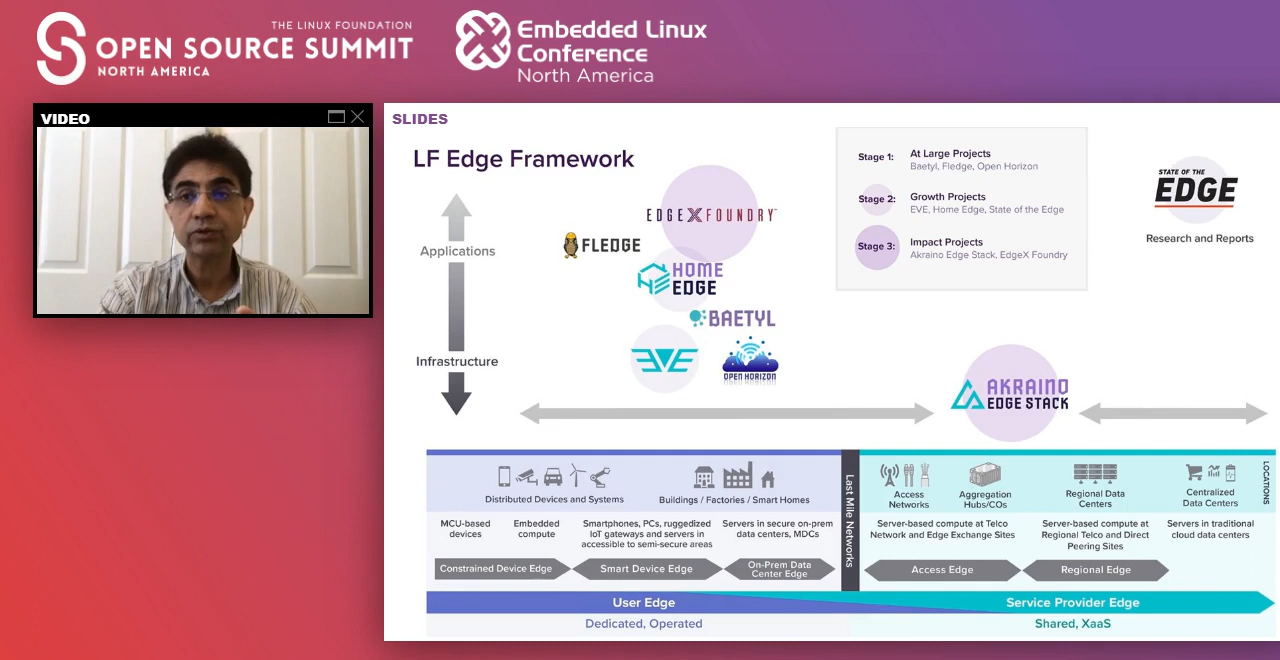 THE LINUX FOUNDATION
OPEN SOURCE SUMMIT
NORTH AMERICA
Embedded Linux
Conference
North America
VIDEO
SLIDES
LF Edge Framework
Applications
Infrastructure
EDGE X FOUNDRY
FLEDGE
HOME
EDGE
BAETYL
EVE
OPEN HORIZON
Stage 1:
At Large Projects
Baetyl, Fledge, Open Horizon
Stage 2:
Growth Projects
EVE, Home Edge, State of the Edge
Stage 3:
Impact Projects
Akraino Edge Stack, EdgeX Foundry
STATE OF THE
EDGE
Research and Reports
AKRAINO
EDGE STACK
Distributed Devices and Systems
Buildings / Factories / Smart Homes
MCU-based
devices
Embedded
compute
Smartphones, PCs, ruggedized
IoT gateways and servers in
accessible to semi-secure areas
Servers in secure on-prem
data centers, MDCs
Constrained Device Edge
Smart Device Edge
On-Prem Data
Center Edge
Last Mile Networks
Access
Networks
Aggregation
Hubs/COs
Regional Data
Centers
Centralized
Data Centers
LOCATIONS
Server-based compute at Telco
Network and Edge Exchange Sites
Server-based compute at
Regional Telco and Direct
Peering Sites
Servers in traditional
cloud data centers
Access Edge
Regional Edge
User Edge
Service Provider Edge
Dedicated, Operated
Shared, XaaS